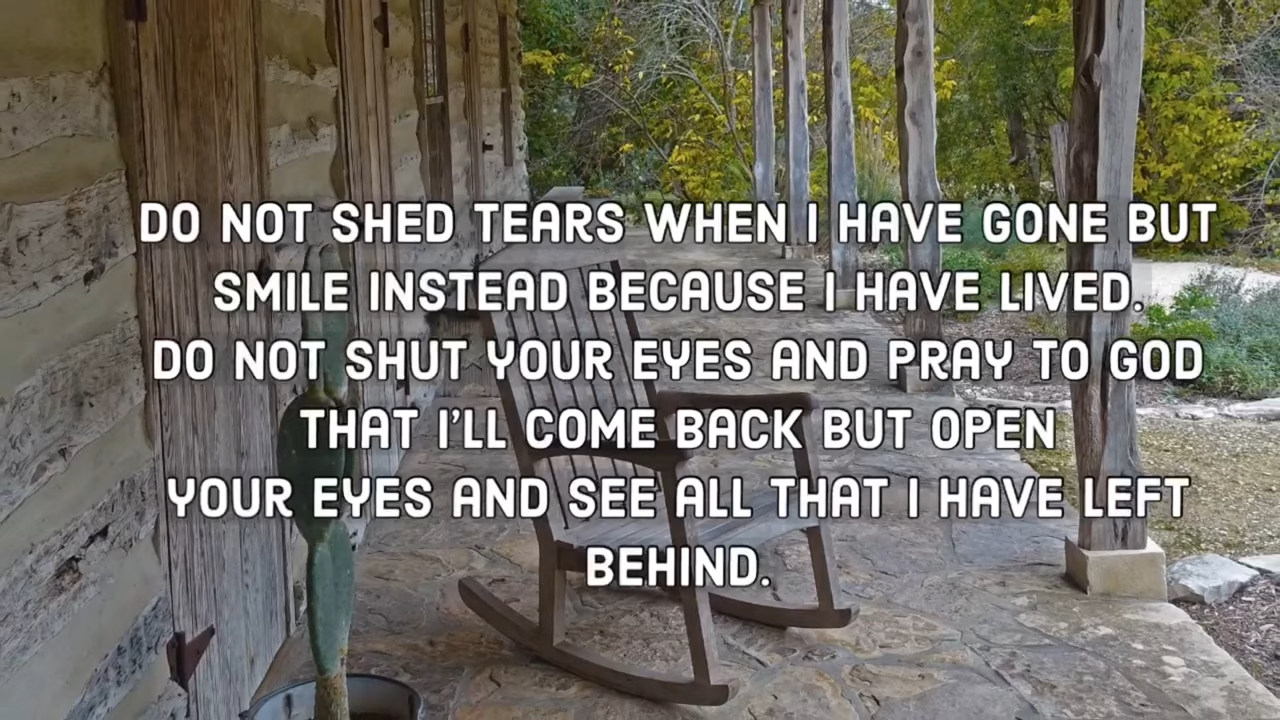 DO NOT SHED TEARS WHEN I HAVE GONE BUT
SMILE INSTEAD BECAUSE I HAVE LIVED.
DO NOT SHUT YOUR EYES AND PRAY TO GOD
THAT I'LL COME BACK BUT OPEN
YOUR EYES AND SEE ALL THAT I HAVE LEFT
BEHIND.